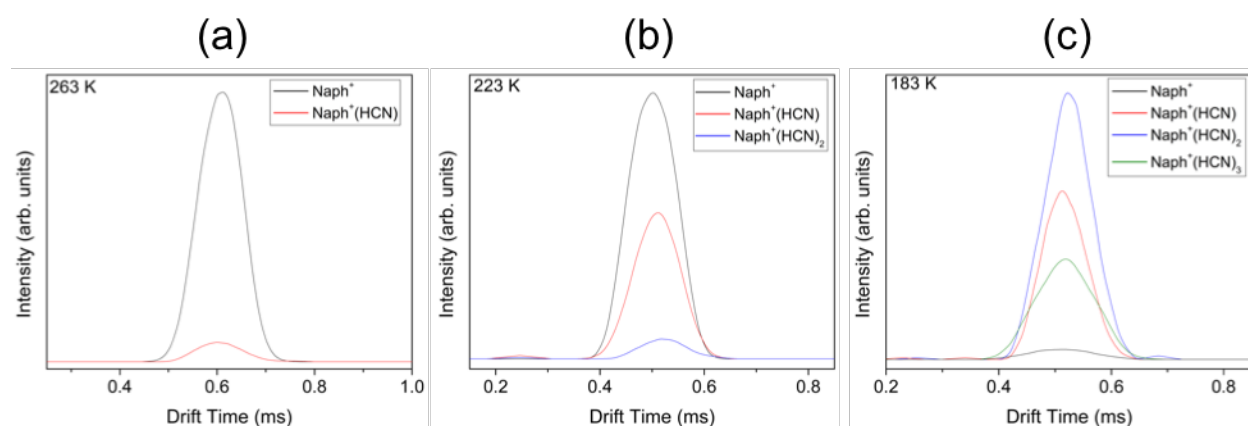 (a)
263 K
Naph⁺
Naph⁺(HCN)
Intensity (arb. units)
0.4 0.6 0.8 1.0
Drift Time (ms)
(b)
223 K
Naph⁺
Naph⁺(HCN)
Naph⁺(HCN)₂
Intensity (arb. units)
0.2 0.4 0.6 0.8
Drift Time (ms)
(c)
183 K
Naph⁺
Naph⁺(HCN)
Naph⁺(HCN)₂
Naph⁺(HCN)₃
Intensity (arb. units)
0.2 0.4 0.6 0.8
Drift Time (ms)